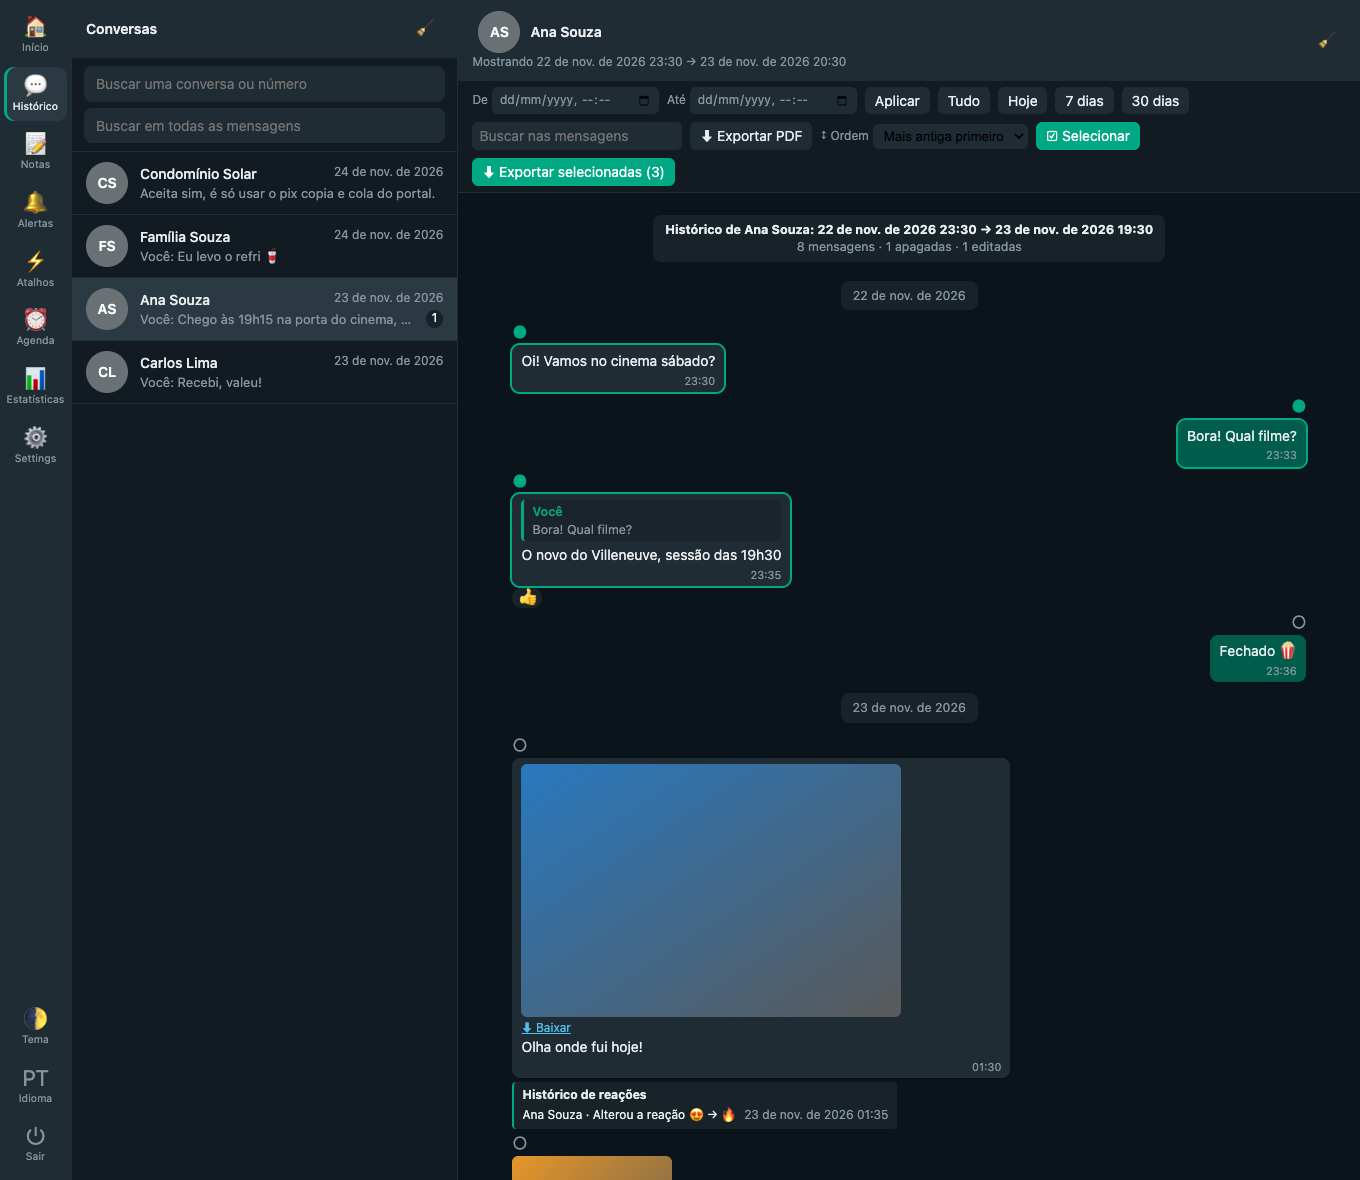 Início
Histórico
Notas
Alertas
Atalhos
Agenda
Estatísticas
Settings
Tema
PT
Idioma
Sair
Conversas
Buscar uma conversa ou número
Buscar em todas as mensagens
CS
Condomínio Solar
24 de nov. de 2026
Aceita sim, é só usar o pix copia e cola do portal.
FS
Família Souza
24 de nov. de 2026
Você: Eu levo o refri 🥤
AS
Ana Souza
23 de nov. de 2026
Você: Chego às 19h15 na porta do cinema, ...
1
CL
Carlos Lima
23 de nov. de 2026
Você: Recebi, valeu!
AS
Ana Souza
Mostrando 22 de nov. de 2026 23:30 → 23 de nov. de 2026 20:30
De dd/mm/yyyy, --:-- Até dd/mm/yyyy, --:-- Aplicar Tudo Hoje 7 dias 30 dias
Buscar nas mensagens ⬇ Exportar PDF ↕ Ordem Mais antiga primeiro ☑ Selecionar
⬇ Exportar selecionadas (3)
Histórico de Ana Souza: 22 de nov. de 2026 23:30 → 23 de nov. de 2026 19:30
8 mensagens · 1 apagadas · 1 editadas
22 de nov. de 2026
Oi! Vamos no cinema sábado?
23:30
Bora! Qual filme?
23:33
Você
Bora! Qual filme?
O novo do Villeneuve, sessão das 19h30
23:35
👍
Fechado 🍿
23:36
23 de nov. de 2026
⬇ Baixar
Olha onde fui hoje!
01:30
Histórico de reações
Ana Souza · Alterou a reação 😍 → 🔥 23 de nov. de 2026 01:35